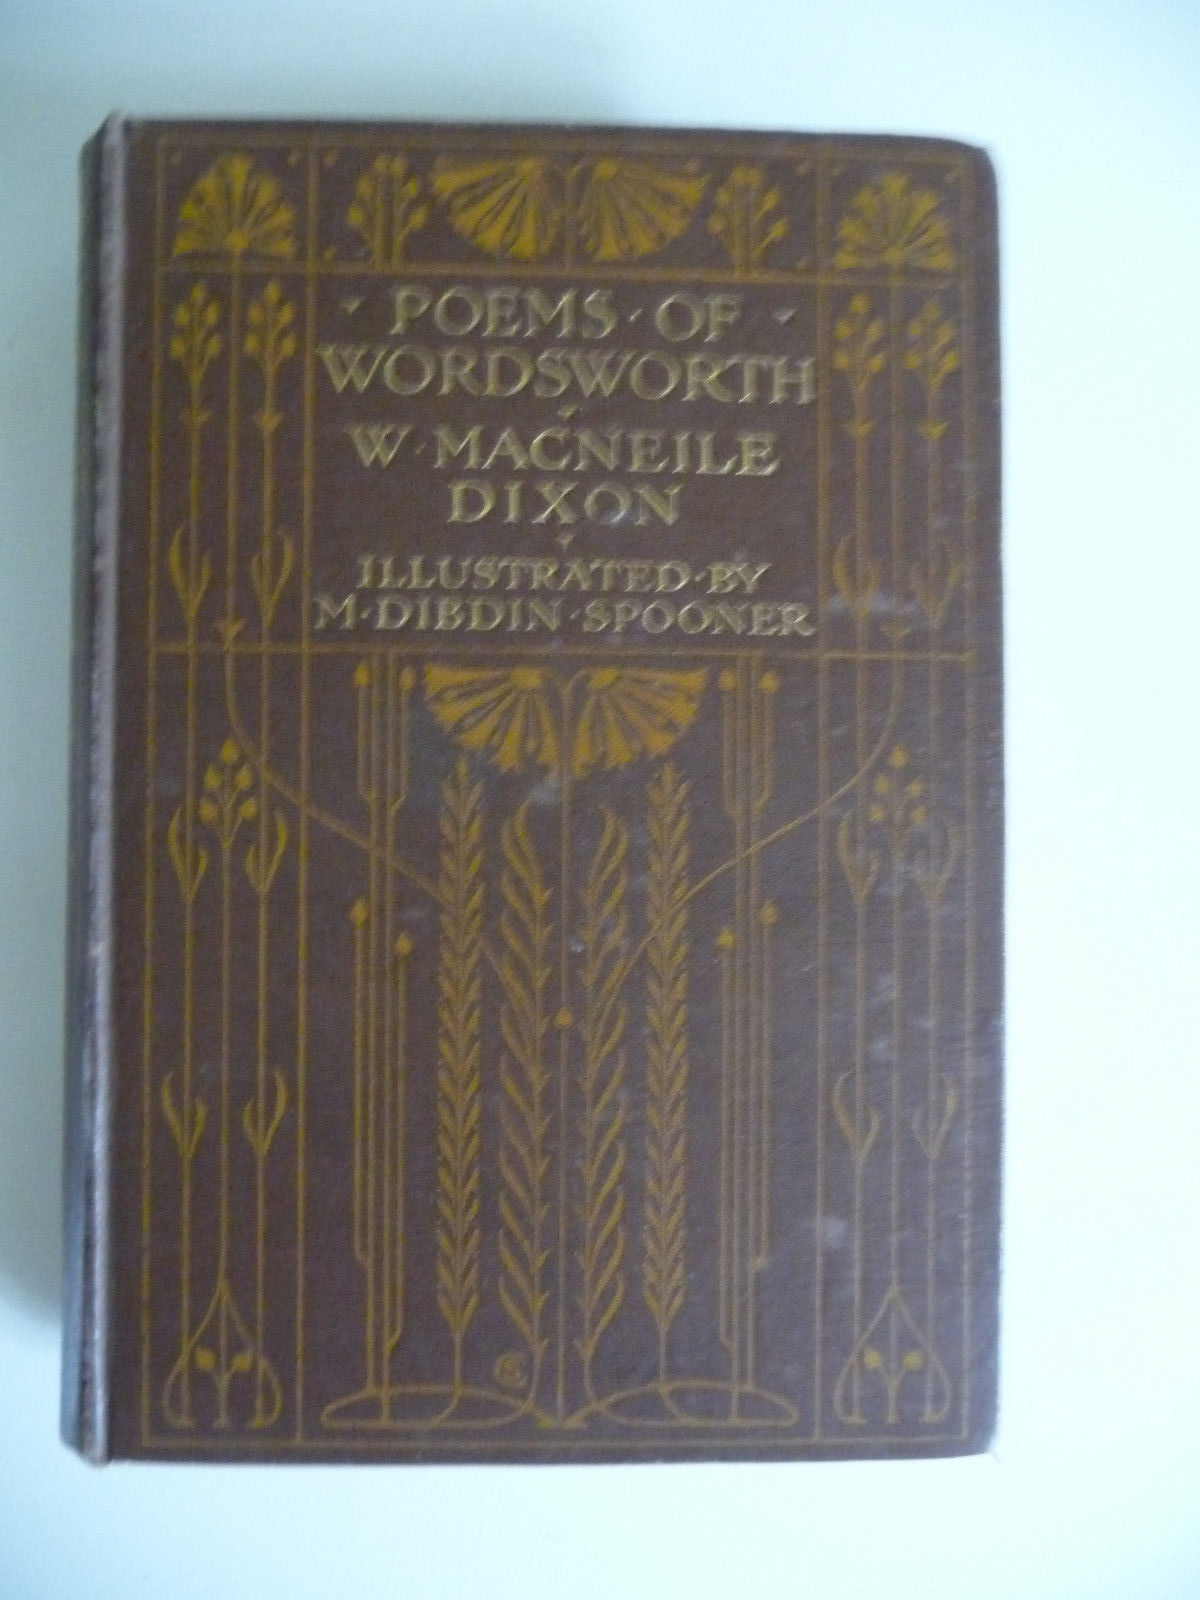 POEMS · OF
WORDSWORTH
W · MACNEILE
DIXON
ILLUSTRATED · BY
M · DIBDIN · SPOONER